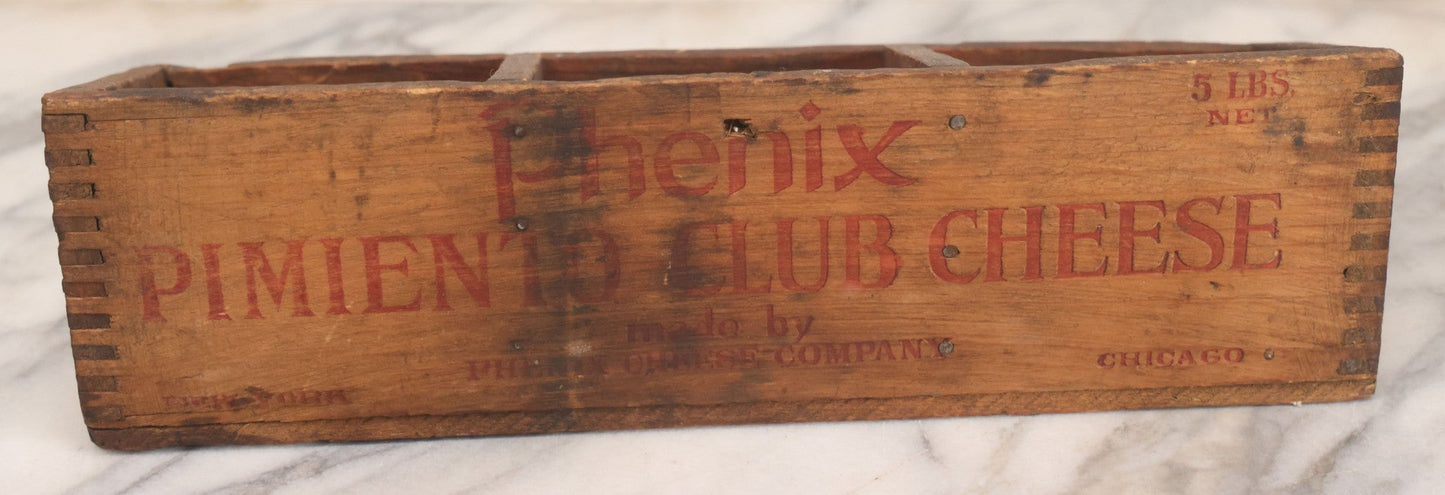 5 LBS.
NET
Phenix
PIMIENTO CLUB CHEESE
made by
PHENIX CHEESE COMPANY
NEW YORK
CHICAGO